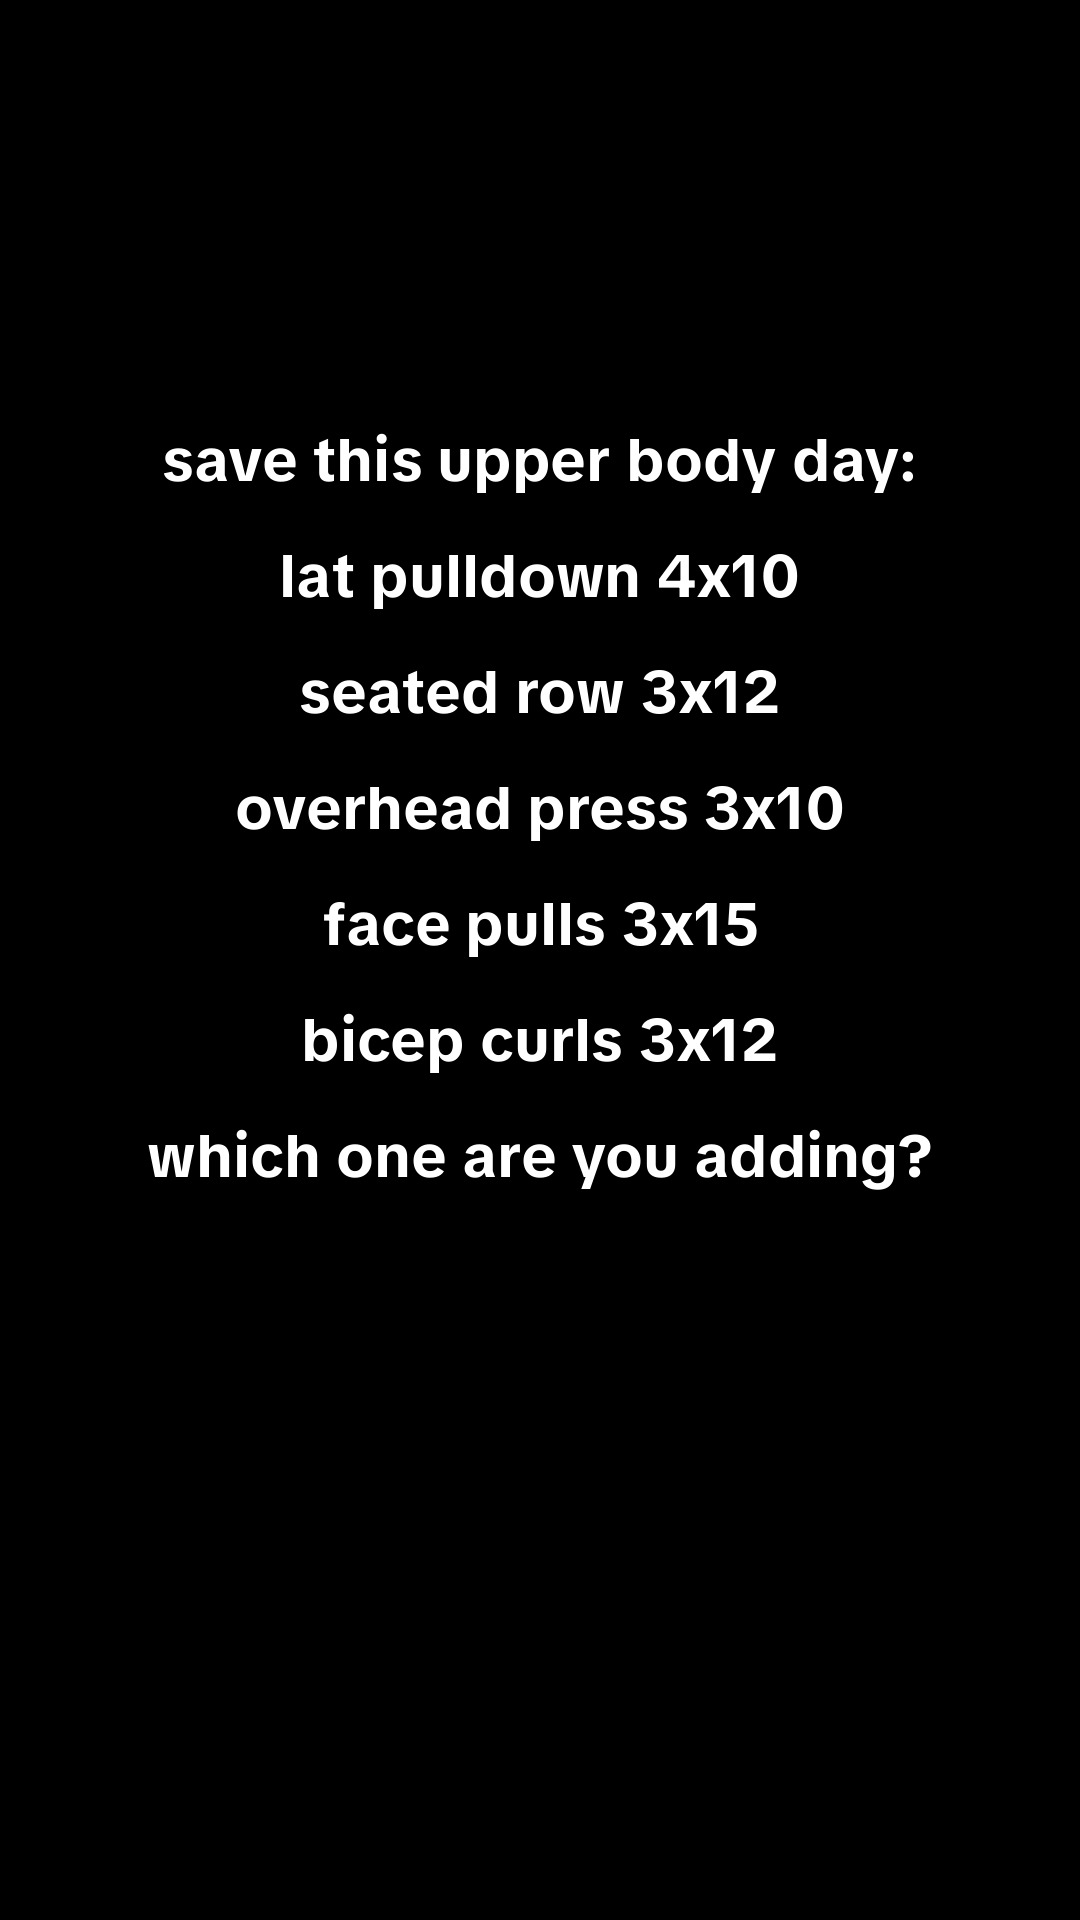 save this upper body day:
lat pulldown 4x10
seated row 3x12
overhead press 3x10
face pulls 3x15
bicep curls 3x12
which one are you adding?